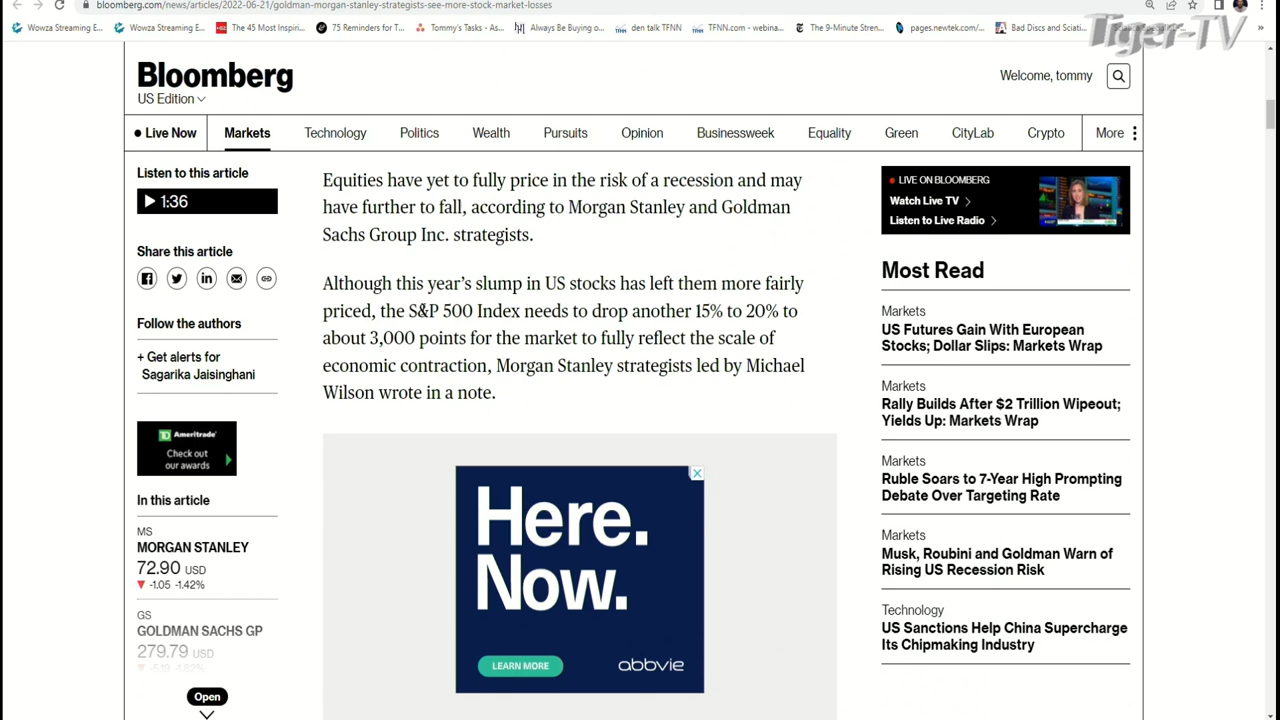 bloomberg.com/news/articles/2022-06-21/goldman-morgan-stanley-strategists-see-more-stock-market-losses
Wowza Streaming E...
Wowza Streaming E...
The 45 Most Inspiri...
75 Reminders for T...
Tommy's Tasks - As...
Always Be Buying o...
den talk TFNN
TFNN.com - webina...
The 9-Minute Stren...
pages.newtek.com/...
Bad Discs and Sciati...
Tiger-TV
Bloomberg
US Edition
Welcome, tommy
Live Now
Markets
Technology
Politics
Wealth
Pursuits
Opinion
Businessweek
Equality
Green
CityLab
Crypto
More
Listen to this article
1:36
Share this article
Follow the authors
+ Get alerts for
Sagarika Jaisinghani
TD Ameritrade
Check out
our awards
In this article
MS
MORGAN STANLEY
72.90 USD
-1.05 -1.42%
GS
GOLDMAN SACHS GP
279.79 USD
-5.19 -1.82%
Open
Equities have yet to fully price in the risk of a recession and may
have further to fall, according to Morgan Stanley and Goldman
Sachs Group Inc. strategists.
Although this year's slump in US stocks has left them more fairly
priced, the S&P 500 Index needs to drop another 15% to 20% to
about 3,000 points for the market to fully reflect the scale of
economic contraction, Morgan Stanley strategists led by Michael
Wilson wrote in a note.
Here.
Now.
LEARN MORE
abbvie
LIVE ON BLOOMBERG
Watch Live TV
Listen to Live Radio
Most Read
Markets
US Futures Gain With European
Stocks; Dollar Slips: Markets Wrap
Markets
Rally Builds After $2 Trillion Wipeout;
Yields Up: Markets Wrap
Markets
Ruble Soars to 7-Year High Prompting
Debate Over Targeting Rate
Markets
Musk, Roubini and Goldman Warn of
Rising US Recession Risk
Technology
US Sanctions Help China Supercharge
Its Chipmaking Industry